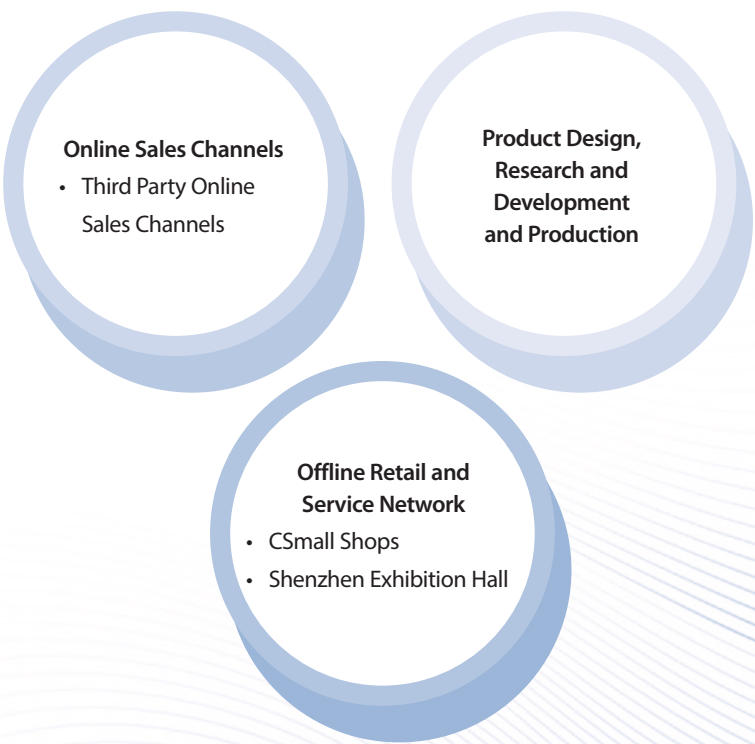 Online Sales Channels
• Third Party Online
Sales Channels
Product Design,
Research and
Development
and Production
Offline Retail and
Service Network
• CSmall Shops
• Shenzhen Exhibition Hall